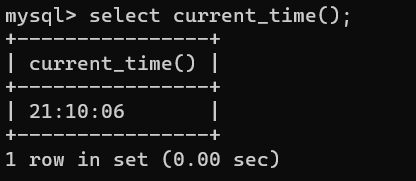 mysql> select current_time();
+----------------+
| current_time() |
+----------------+
| 21:10:06       |
+----------------+
1 row in set (0.00 sec)